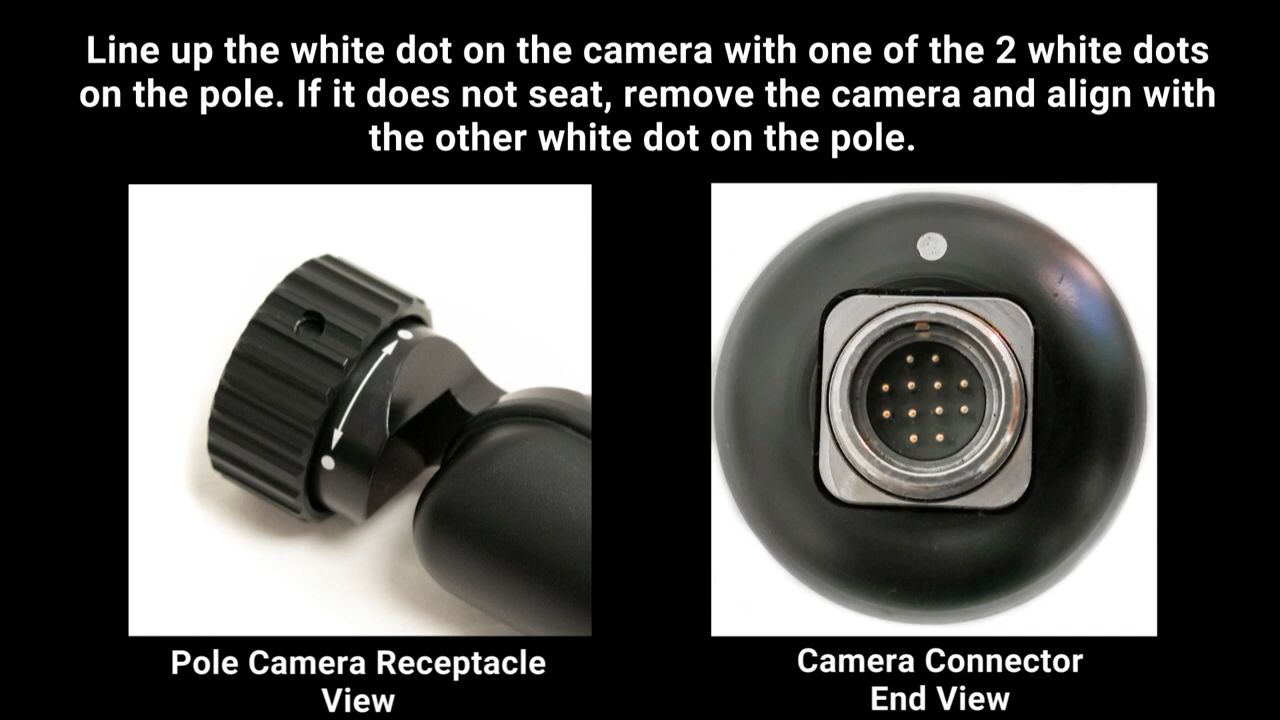 Line up the white dot on the camera with one of the 2 white dots
on the pole. If it does not seat, remove the camera and align with
the other white dot on the pole.
Pole Camera Receptacle
View
Camera Connector
End View